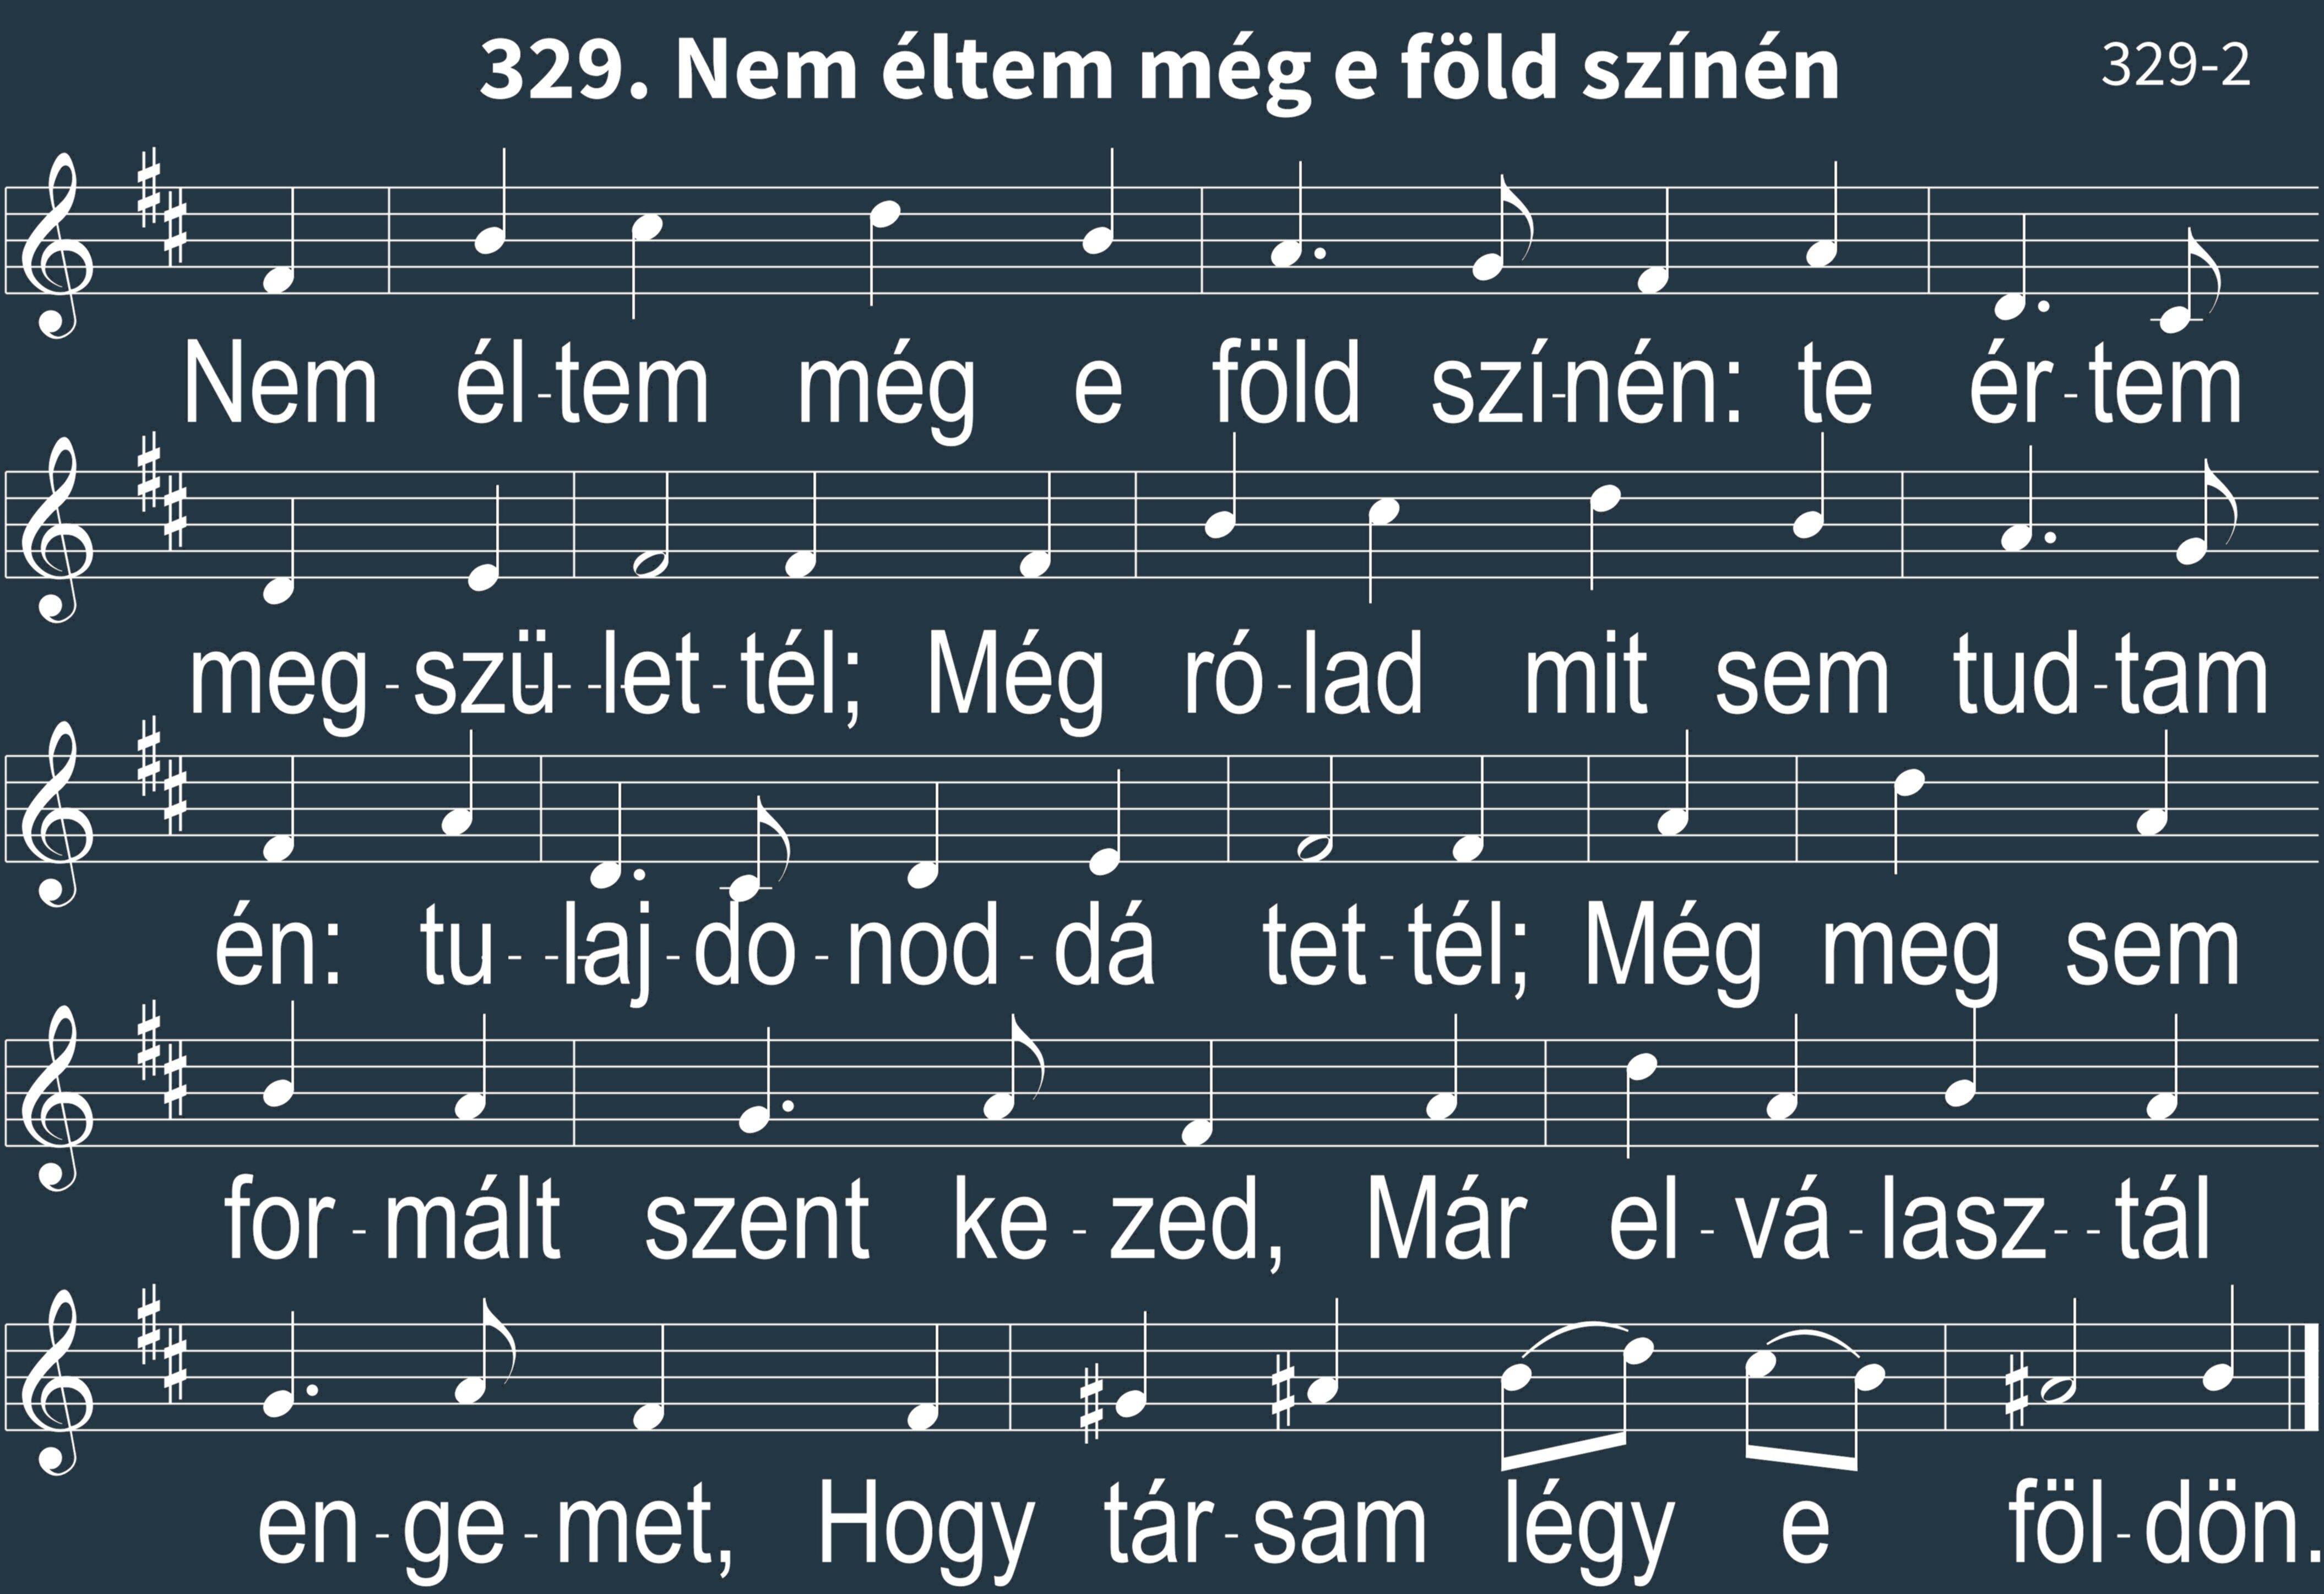 329. Nem éltem még e föld színén 329-2
Nem él-tem még e föld szí-nén: te ér-tem
meg-szü- -let-tél; Még ró-lad mit sem tud-tam
én: tu- -laj-do-nod-dá tet-tél; Még meg sem
for-mált szent ke-zed, Már el-vá-lasz--tál
en-ge-met, Hogy tár-sam légy e föl-dön.